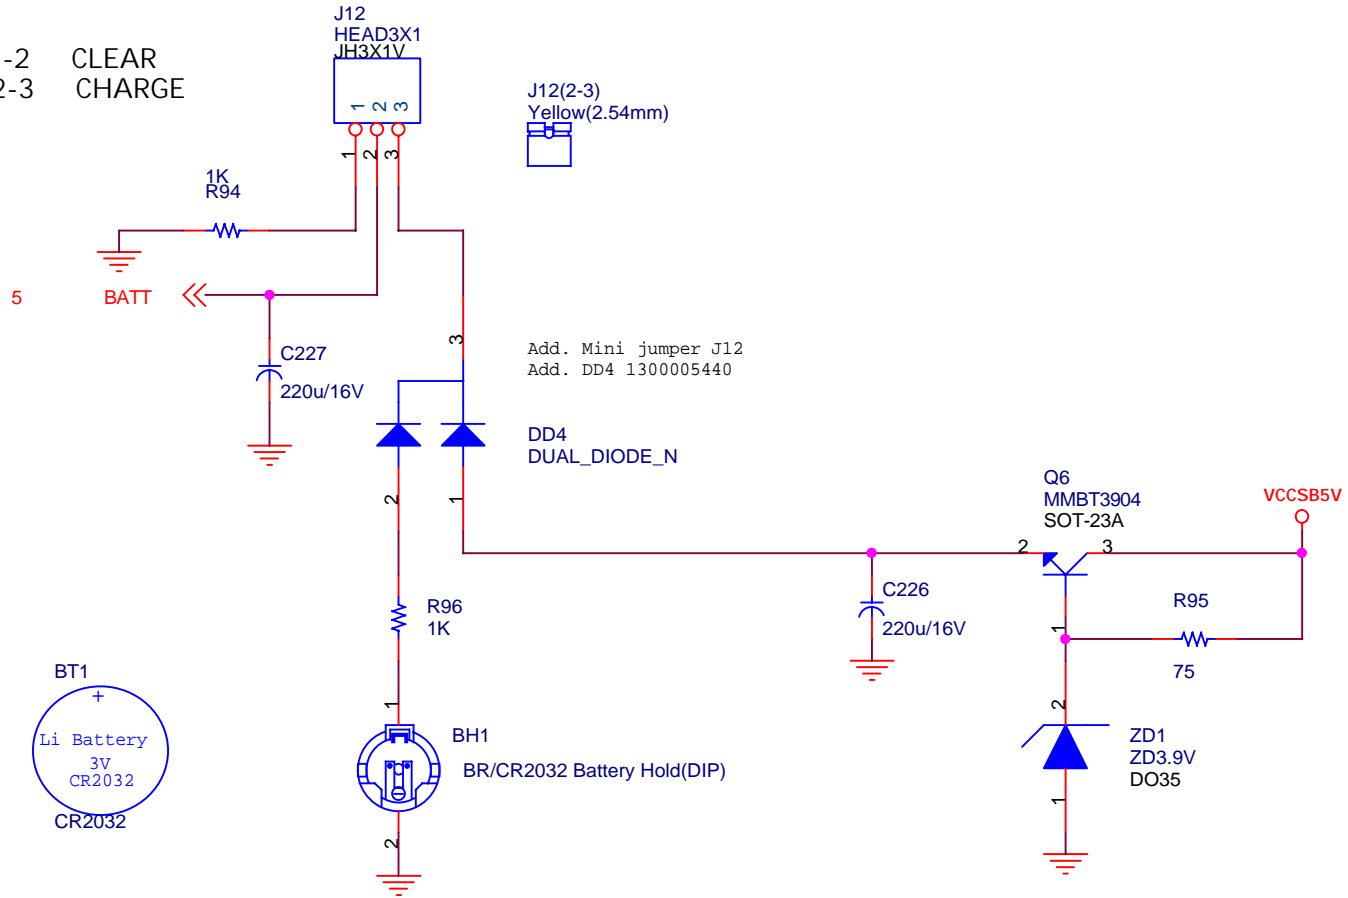 J12
HEAD3X1
JH3X1V
-2 CLEAR
2-3 CHARGE
1 2 3
1 2 3
J12(2-3)
Yellow(2.54mm)
1K
R94
5 BATT
C227
220u/16V
3
Add. Mini jumper J12
Add. DD4 1300005440
DD4
DUAL_DIODE_N
2 1
Q6
MMBT3904
SOT-23A
VCCSB5V
2 3
1
C226
220u/16V
R95
75
R96
1K
BT1
+
Li Battery
3V
CR2032
CR2032
1
BH1
BR/CR2032 Battery Hold(DIP)
2
2
ZD1
ZD3.9V
DO35
1